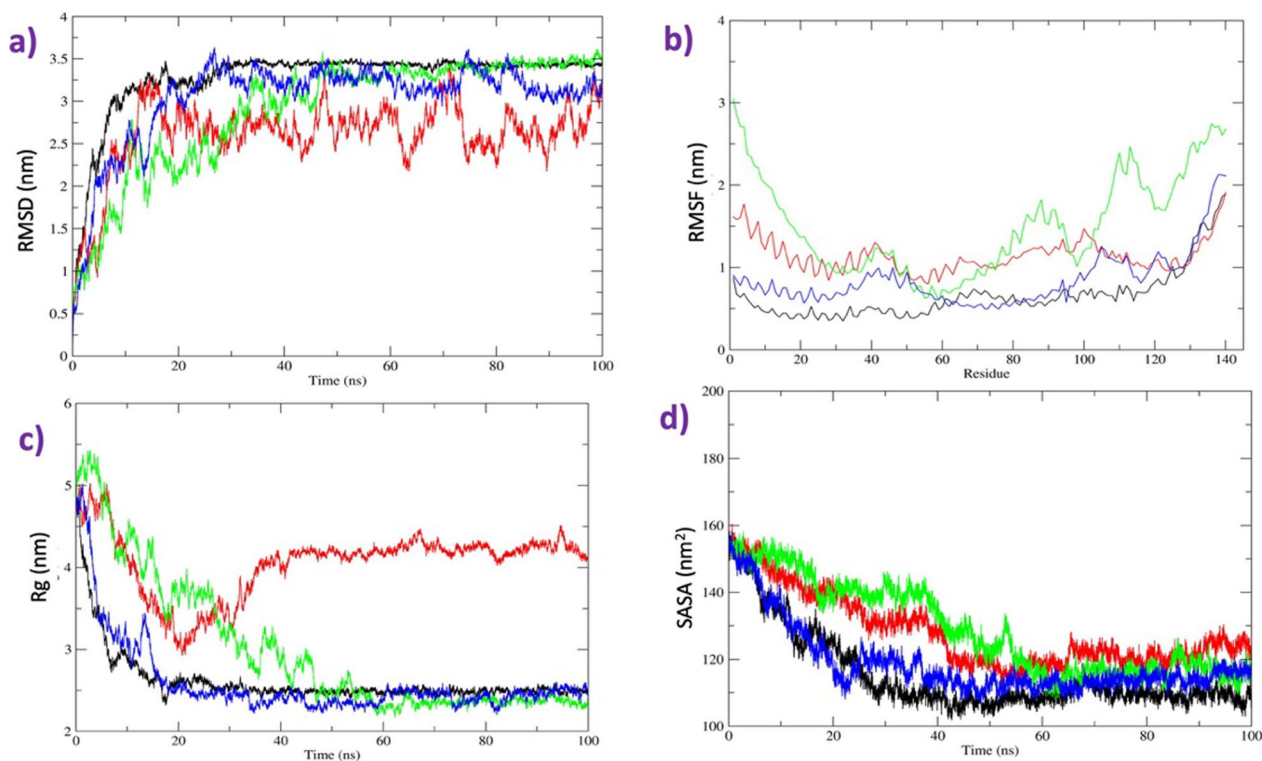 a)
4
3.5
3
2.5
2
1.5
1
0.5
0
RMSD (nm)
0 20 40 60 80 100
Time (ns)
b)
4
3
2
1
0
RMSF (nm)
0 20 40 60 80 100 120 140
Residue
c)
6
5
4
3
2
Rg (nm)
0 20 40 60 80 100
Time (ns)
d)
200
180
160
140
120
100
SASA (nm²)
0 20 40 60 80 100
Time (ns)